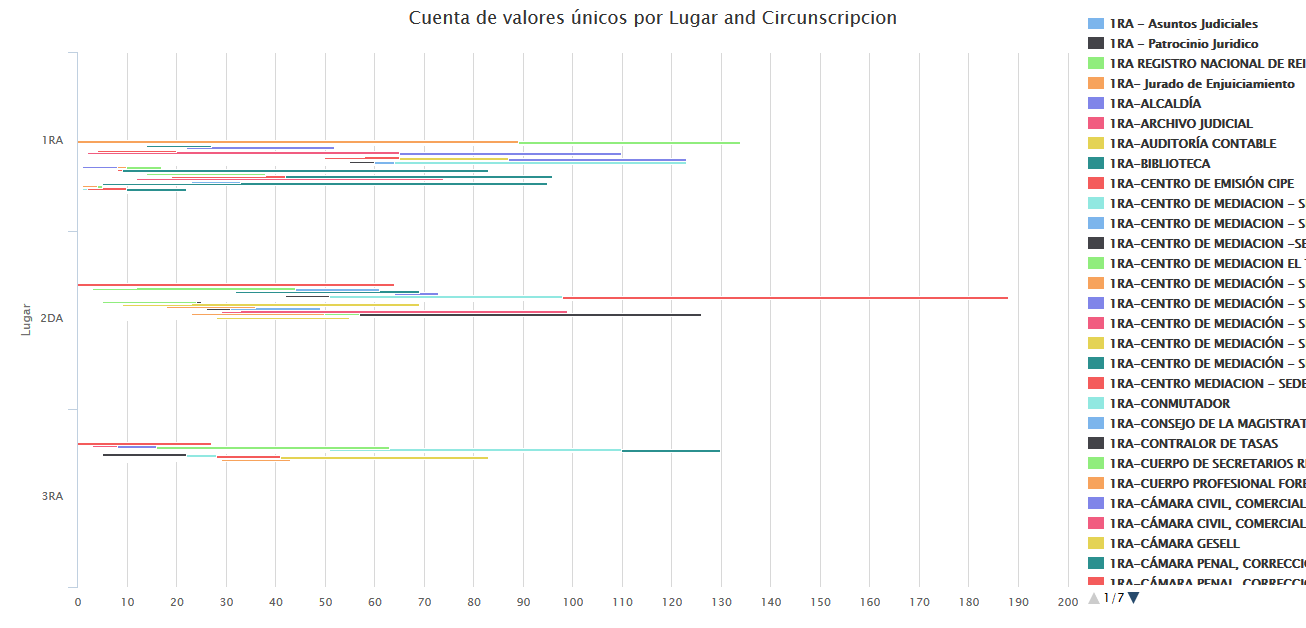 Cuenta de valores únicos por Lugar and Circunscripcion
1RA - Asuntos Judiciales
1RA - Patrocinio Juridico
1RA REGISTRO NACIONAL DE REI
1RA- Jurado de Enjuiciamiento
1RA-ALCALDÍA
1RA-ARCHIVO JUDICIAL
1RA-AUDITORÍA CONTABLE
1RA-BIBLIOTECA
1RA-CENTRO DE EMISIÓN CIPE
1RA-CENTRO DE MEDIACION - S
1RA-CENTRO DE MEDIACION - S
1RA-CENTRO DE MEDIACION -SE
1RA-CENTRO DE MEDIACION EL T
1RA-CENTRO DE MEDIACIÓN - S
1RA-CENTRO DE MEDIACIÓN - S
1RA-CENTRO DE MEDIACIÓN - S
1RA-CENTRO DE MEDIACIÓN - S
1RA-CENTRO DE MEDIACIÓN - S
1RA-CENTRO MEDIACION - SEDE
1RA-CONMUTADOR
1RA-CONSEJO DE LA MAGISTRAT
1RA-CONTRALOR DE TASAS
1RA-CUERPO DE SECRETARIOS R
1RA-CUERPO PROFESIONAL FORE
1RA-CÁMARA CIVIL, COMERCIAL
1RA-CÁMARA CIVIL, COMERCIAL
1RA-CÁMARA GESELL
1RA-CÁMARA PENAL, CORRECCIO
1RA-CÁMARA PENAL, CORRECCIO
1/7
Lugar
1RA
2DA
3RA
0 10 20 30 40 50 60 70 80 90 100 110 120 130 140 150 160 170 180 190 200